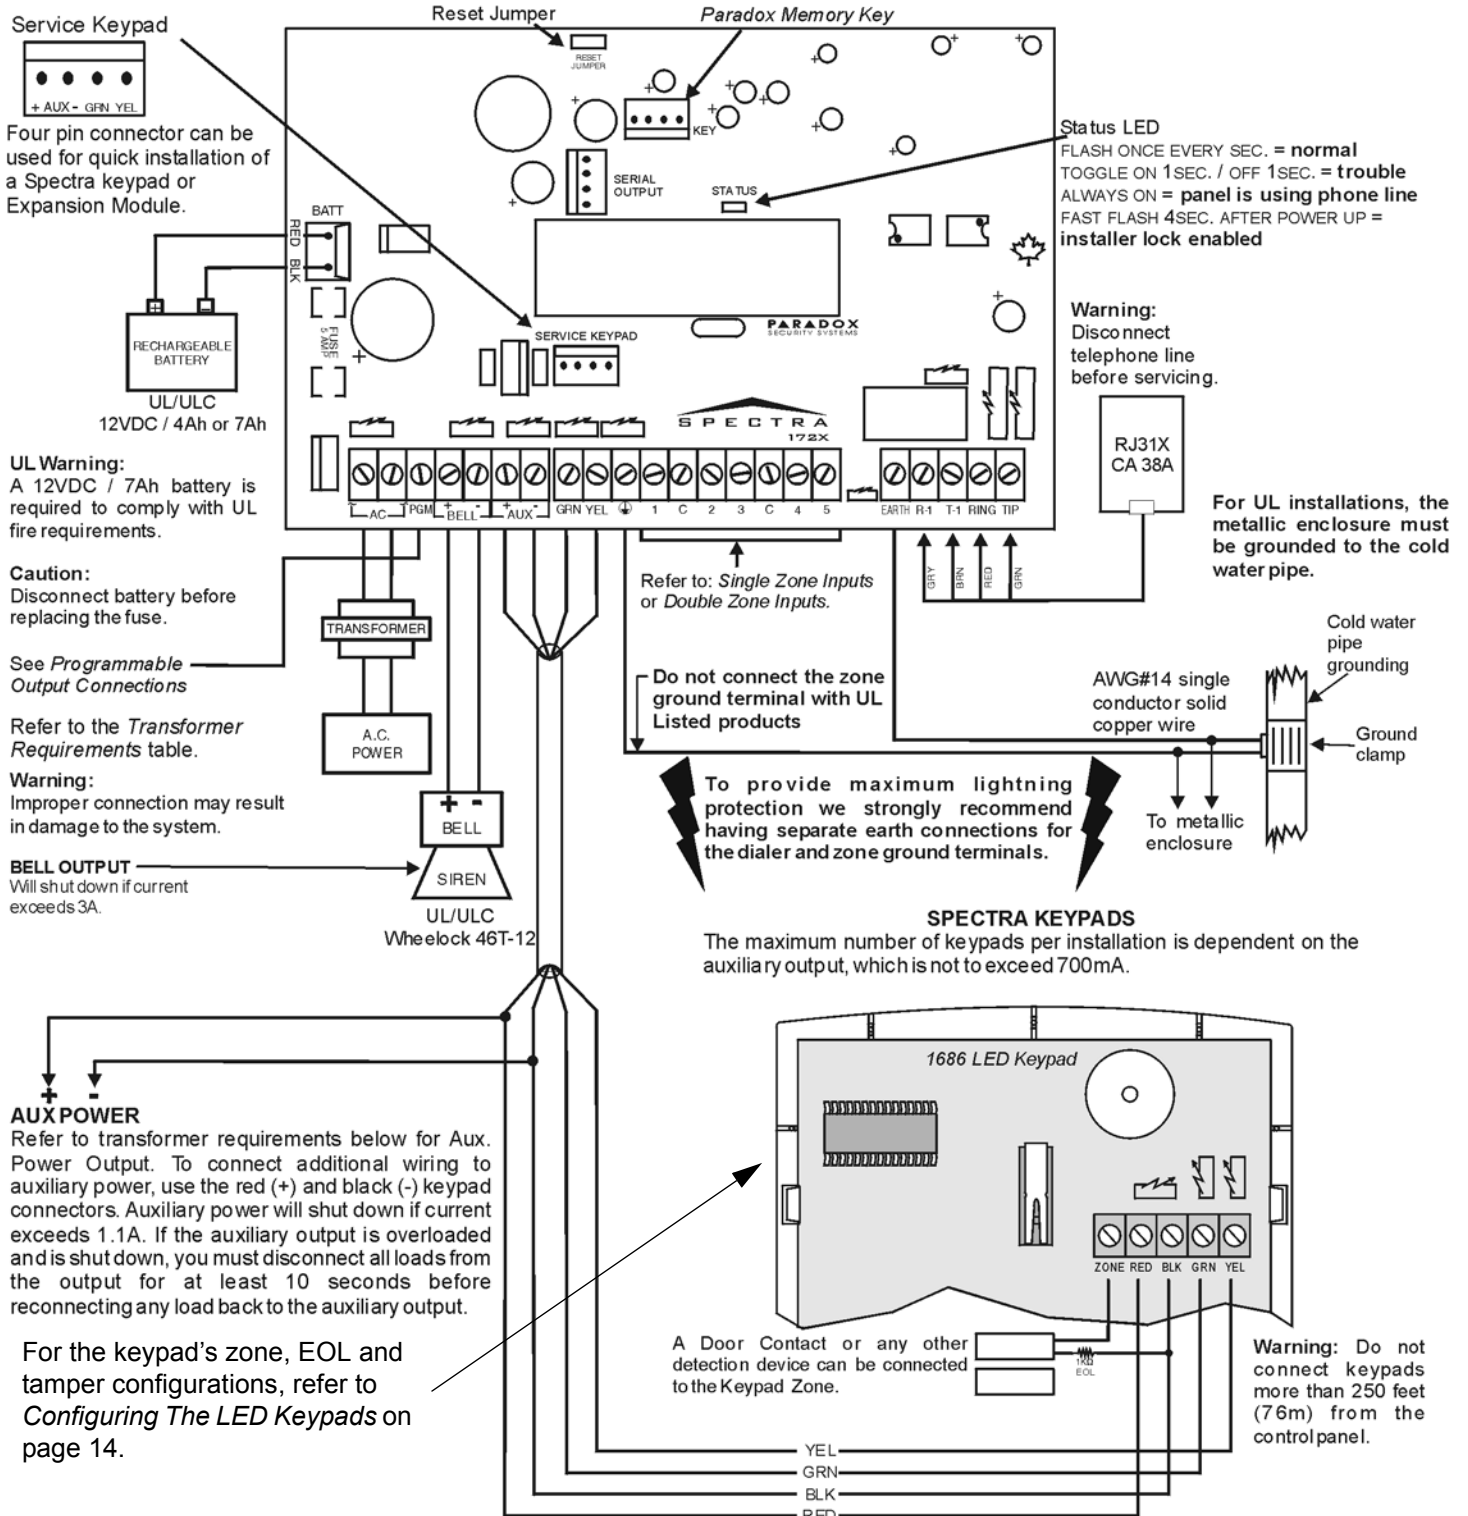 Service Keypad
+ AUX - GRN YEL
Four pin connector can be
used for quick installation of
a Spectra keypad or
Expansion Module.
Reset Jumper
RESET
JUMPER
Paradox Memory Key
KEY
SERIAL
OUTPUT
STATUS
Status LED
FLASH ONCE EVERY SEC. = normal
TOGGLE ON 1SEC. / OFF 1SEC. = trouble
ALWAYS ON = panel is using phone line
FAST FLASH 4SEC. AFTER POWER UP =
installer lock enabled
BATT
RED
BLK
FUSE
5 AMP
+ -
RECHARGEABLE
BATTERY
UL/ULC
12VDC / 4Ah or 7Ah
SERVICE KEYPAD
PARADOX
SECURITY SYSTEMS
SPECTRA
172X
~ AC ~ PGM + BELL - + AUX - GRN YEL 1 C 2 3 C 4 5
EARTH R-1 T-1 RING TIP
GRY
BRN
RED
GRN
Warning:
Disconnect
telephone line
before servicing.
RJ31X
CA 38A
For UL installations, the
metallic enclosure must
be grounded to the cold
water pipe.
UL Warning:
A 12VDC / 7Ah battery is
required to comply with UL
fire requirements.
Caution:
Disconnect battery before
replacing the fuse.
See Programmable
Output Connections
Refer to the Transformer
Requirements table.
Warning:
Improper connection may result
in damage to the system.
BELL OUTPUT
Will shut down if current
exceeds 3A.
TRANSFORMER
A.C.
POWER
+ -
BELL
SIREN
UL/ULC
Wheelock 46T-12
Refer to: Single Zone Inputs
or Double Zone Inputs.
Do not connect the zone
ground terminal with UL
Listed products
AWG#14 single
conductor solid
copper wire
Cold water
pipe
grounding
Ground
clamp
To metallic
enclosure
To provide maximum lightning
protection we strongly recommend
having separate earth connections for
the dialer and zone ground terminals.
SPECTRA KEYPADS
The maximum number of keypads per installation is dependent on the
auxiliary output, which is not to exceed 700mA.
+ -
AUX POWER
Refer to transformer requirements below for Aux.
Power Output. To connect additional wiring to
auxiliary power, use the red (+) and black (-) keypad
connectors. Auxiliary power will shut down if current
exceeds 1.1A. If the auxiliary output is overloaded
and is shut down, you must disconnect all loads from
the output for at least 10 seconds before
reconnecting any load back to the auxiliary output.
For the keypad's zone, EOL and
tamper configurations, refer to
Configuring The LED Keypads on
page 14.
1686 LED Keypad
ZONE RED BLK GRN YEL
A Door Contact or any other
detection device can be connected
to the Keypad Zone.
1KΩ
EOL
Warning: Do not
connect keypads
more than 250 feet
(76m) from the
control panel.
YEL
GRN
BLK
RED